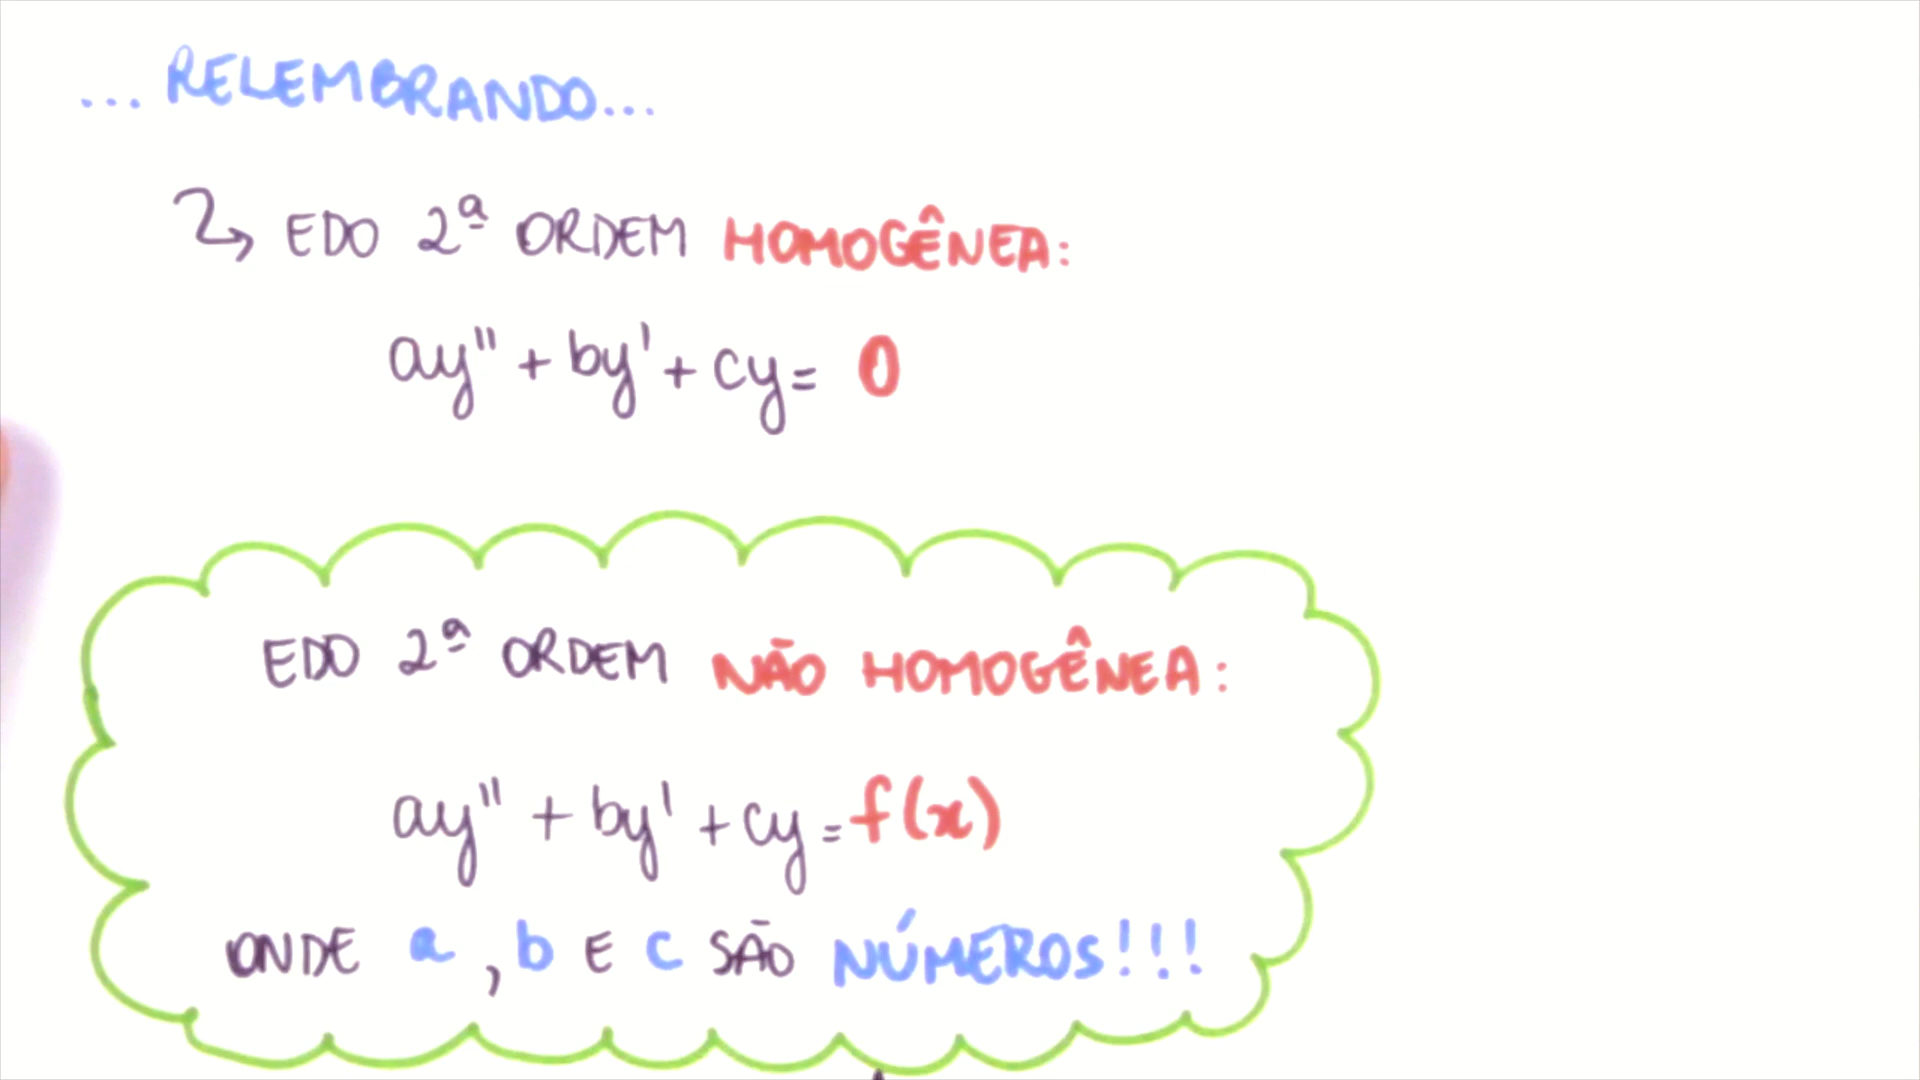 ... RELEMBRANDO...
↳ EDO 2ª ORDEM HOMOGÊNEA:
ay" + by' + cy = 0
EDO 2ª ORDEM NÃO HOMOGÊNEA:
ay" + by' + cy = f(x)
ONDE a, b E c SÃO NÚMEROS!!!